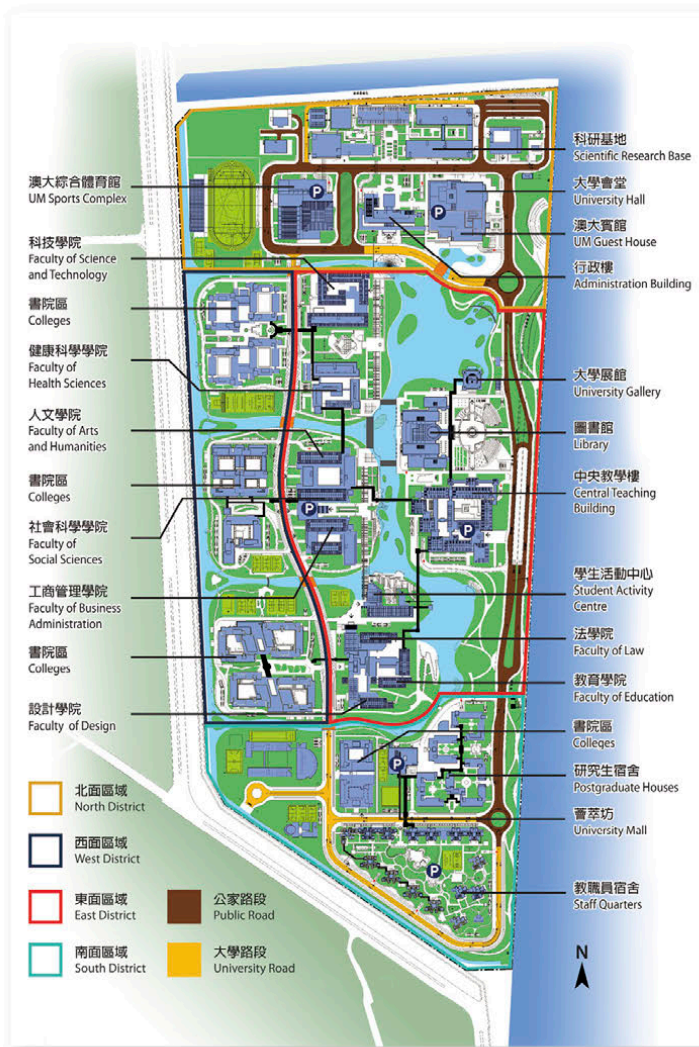 澳大綜合體育館
UM Sports Complex
科技學院
Faculty of Science
and Technology
書院區
Colleges
健康科學學院
Faculty of
Health Sciences
人文學院
Faculty of Arts
and Humanities
書院區
Colleges
社會科學學院
Faculty of
Social Sciences
工商管理學院
Faculty of Business
Administration
書院區
Colleges
設計學院
Faculty of Design
科研基地
Scientific Research Base
大學會堂
University Hall
澳大賓館
UM Guest House
行政樓
Administration Building
大學展館
University Gallery
圖書館
Library
中央教學樓
Central Teaching
Building
學生活動中心
Student Activity
Centre
法學院
Faculty of Law
教育學院
Faculty of Education
書院區
Colleges
研究生宿舍
Postgraduate Houses
薈萃坊
University Mall
教職員宿舍
Staff Quarters
P
P
P
P
P
P
北面區域
North District
西面區域
West District
東面區域
East District
南面區域
South District
公家路段
Public Road
大學路段
University Road
N